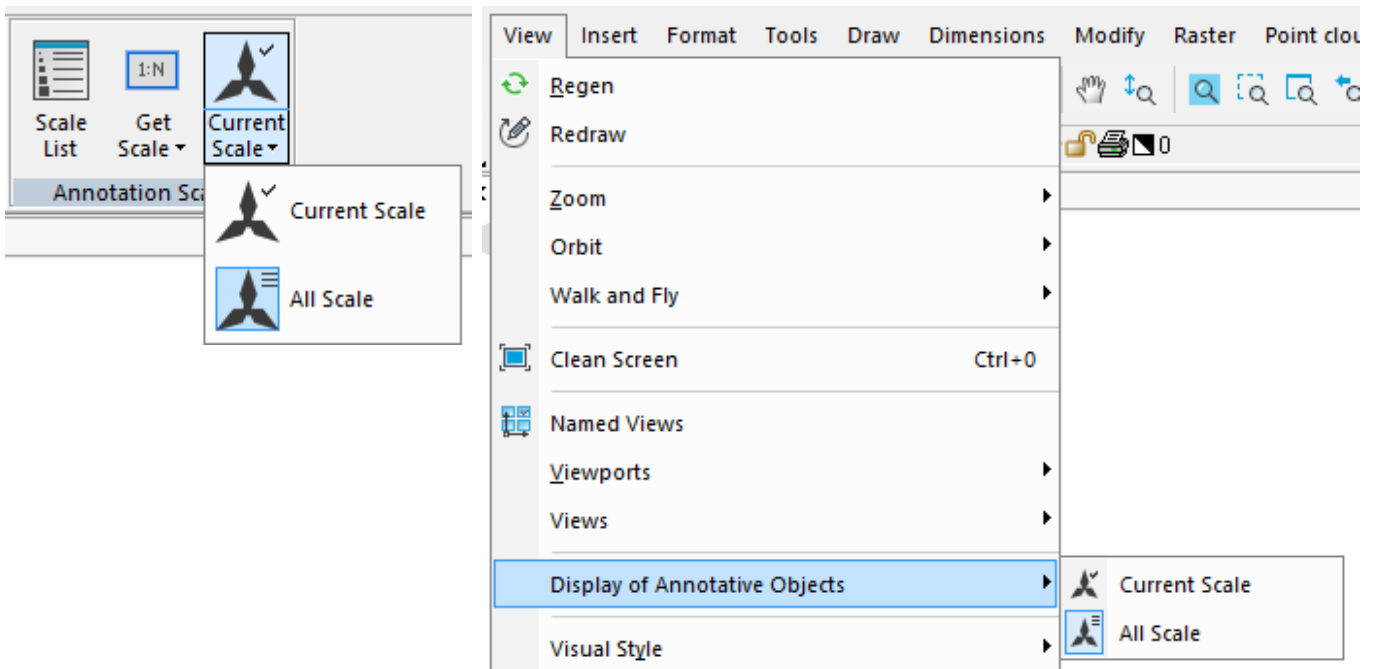 Scale List
Get Scale
Current Scale
1:N
Annotation Sca
Current Scale
All Scale
View Insert Format Tools Draw Dimensions Modify Raster Point clou
Regen
Redraw
0
Zoom
Orbit
Walk and Fly
Clean Screen Ctrl+0
Named Views
Viewports
Views
Display of Annotative Objects
Current Scale
All Scale
Visual Style